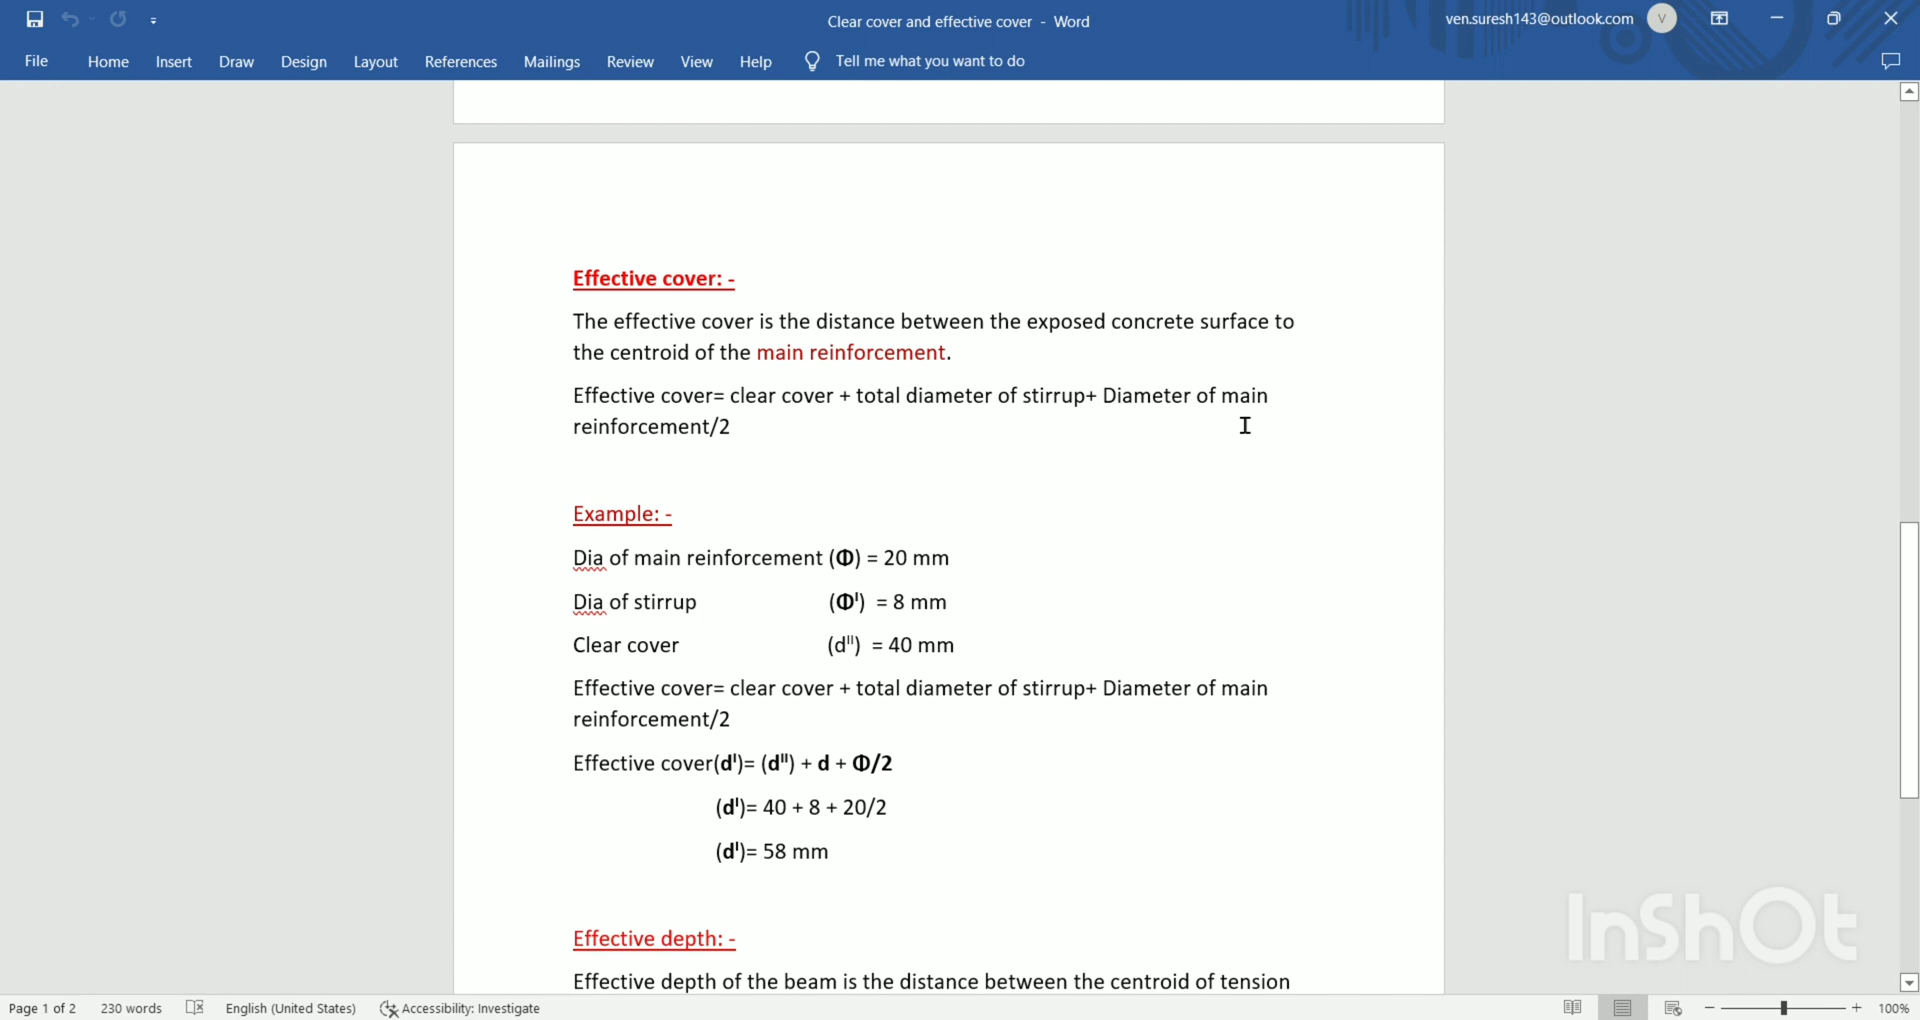 Clear cover and effective cover - Word
ven.suresh143@outlook.com
V
File Home Insert Draw Design Layout References Mailings Review View Help Tell me what you want to do
Effective cover: -
The effective cover is the distance between the exposed concrete surface to
the centroid of the main reinforcement.
Effective cover= clear cover + total diameter of stirrup+ Diameter of main
reinforcement/2
Example: -
Dia of main reinforcement (Φ) = 20 mm
Dia of stirrup (Φᴵ) = 8 mm
Clear cover (dᴵᴵ) = 40 mm
Effective cover= clear cover + total diameter of stirrup+ Diameter of main
reinforcement/2
Effective cover(dᴵ)= (dᴵᴵ) + d + Φ/2
(dᴵ)= 40 + 8 + 20/2
(dᴵ)= 58 mm
Effective depth: -
Effective depth of the beam is the distance between the centroid of tension
InShOt
Page 1 of 2 230 words English (United States) Accessibility: Investigate 100%